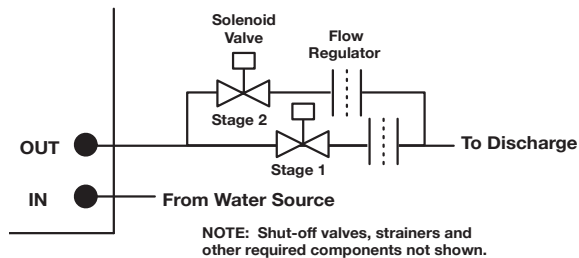 Solenoid
Valve
Flow
Regulator
Stage 2
OUT
To Discharge
Stage 1
IN
From Water Source
NOTE: Shut-off valves, strainers and
other required components not shown.